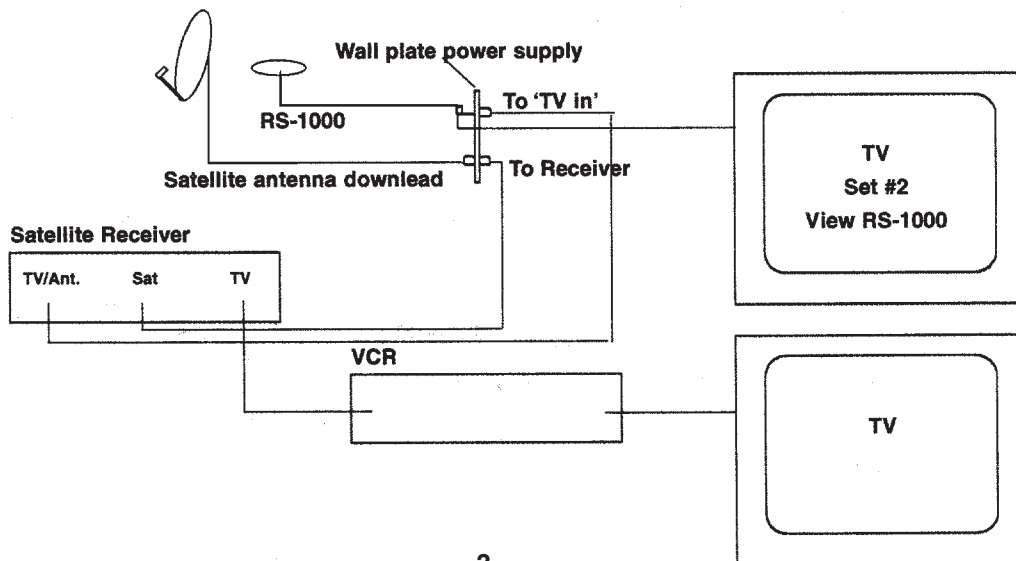 Wall plate power supply
To ‘TV in’
RS-1000
Satellite antenna downlead
To Receiver
TV
Set #2
View RS-1000
Satellite Receiver
TV/Ant.
Sat
TV
VCR
TV